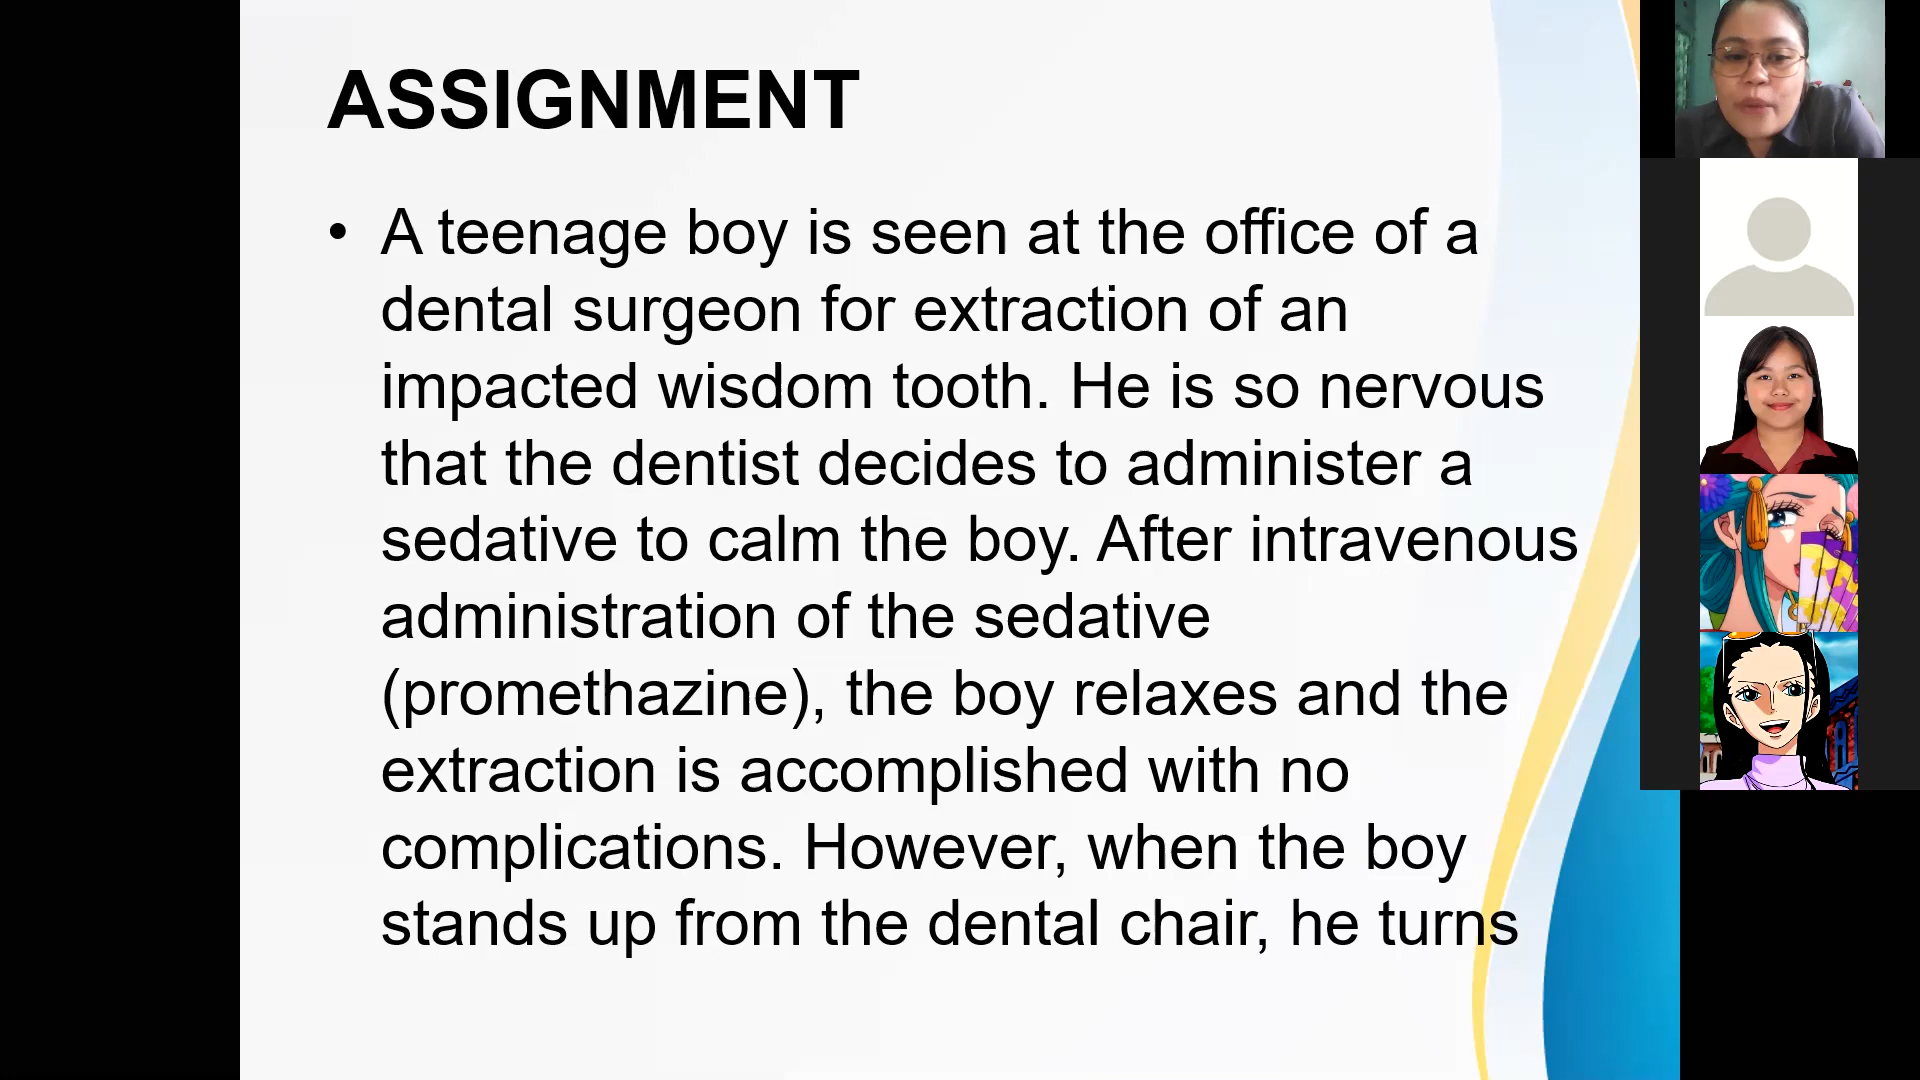 ASSIGNMENT
• A teenage boy is seen at the office of a
dental surgeon for extraction of an
impacted wisdom tooth. He is so nervous
that the dentist decides to administer a
sedative to calm the boy. After intravenous
administration of the sedative
(promethazine), the boy relaxes and the
extraction is accomplished with no
complications. However, when the boy
stands up from the dental chair, he turns